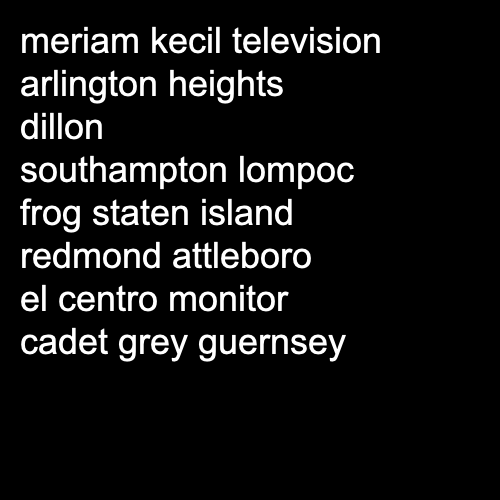 meriam kecil television
arlington heights
dillon
southampton lompoc
frog staten island
redmond attleboro
el centro monitor
cadet grey guernsey